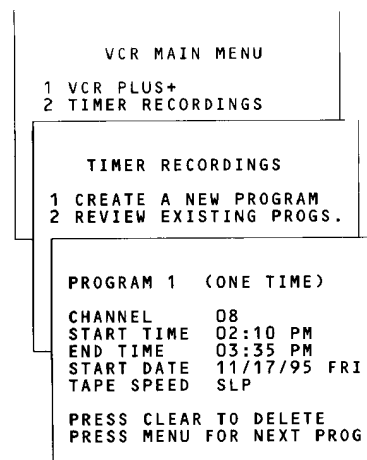 VCR MAIN MENU
1 VCR PLUS+
2 TIMER RECORDINGS
TIMER RECORDINGS
1 CREATE A NEW PROGRAM
2 REVIEW EXISTING PROGS.
PROGRAM 1 (ONE TIME)
CHANNEL 08
START TIME 02:10 PM
END TIME 03:35 PM
START DATE 11/17/95 FRI
TAPE SPEED SLP
PRESS CLEAR TO DELETE
PRESS MENU FOR NEXT PROG